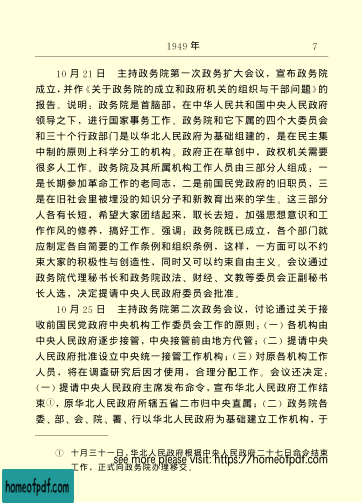 1949 年
7
10 月 21 日　主持政务院第一次政务扩大会议，宣布政务院
成立，并作《关于政务院的成立和政府机关的组织与干部问题》的
报告。说明：政务院是首脑部，在中华人民共和国中央人民政府
领导之下，进行国家事务工作。政务院和它下属的四个大委员会
和三十个行政部门是以华北人民政府为基础组建的，是在民主集
中制的原则上科学分工的机构。政府正在草创中，政权机关需要
很多人工作。政务院及其所属机构工作人员由三部分人组成：一
是长期参加革命工作的老同志，二是前国民党政府的旧职员，三
是在旧社会里被埋没的知识分子和新教育出来的学生。这三部分
人各有长短，希望大家团结起来，取长去短，加强思想意识和工
作作风的修养，搞好工作。强调：政务院既已成立，各个部门就
应制定各自简要的工作条例和组织条例，这样，一方面可以不约
束大家的积极性与创造性，同时又可以约束自由主义。会议通过
政务院代理秘书长和政务院政法、财经、文教等委员会正副秘书
长人选，决定提请中央人民政府委员会批准。
10 月 25 日　主持政务院第二次政务会议，讨论通过关于接
收前国民党政府中央机构工作委员会工作的原则：(一)各机构由
中央人民政府逐步接管，中央接管前由地方代管；(二)提请中央
人民政府批准设立中央统一接管工作机构；(三)对原各机构工作
人员，将在调查研究后因才使用，合理分配工作。会议还决定：
(一)提请中央人民政府主席发布命令，宣布华北人民政府工作结
束①，原华北人民政府所辖五省二市归中央直属；(二)政务院各
委、部、会、院、署、行以华北人民政府为基础建立工作机构，于
① 十月三十一日，华北人民政府根据中央人民政府二十七日命令结束
工作，正式向政务院办理移交。
see more please visit: https://homeofpdf.com
homeofpdf.com